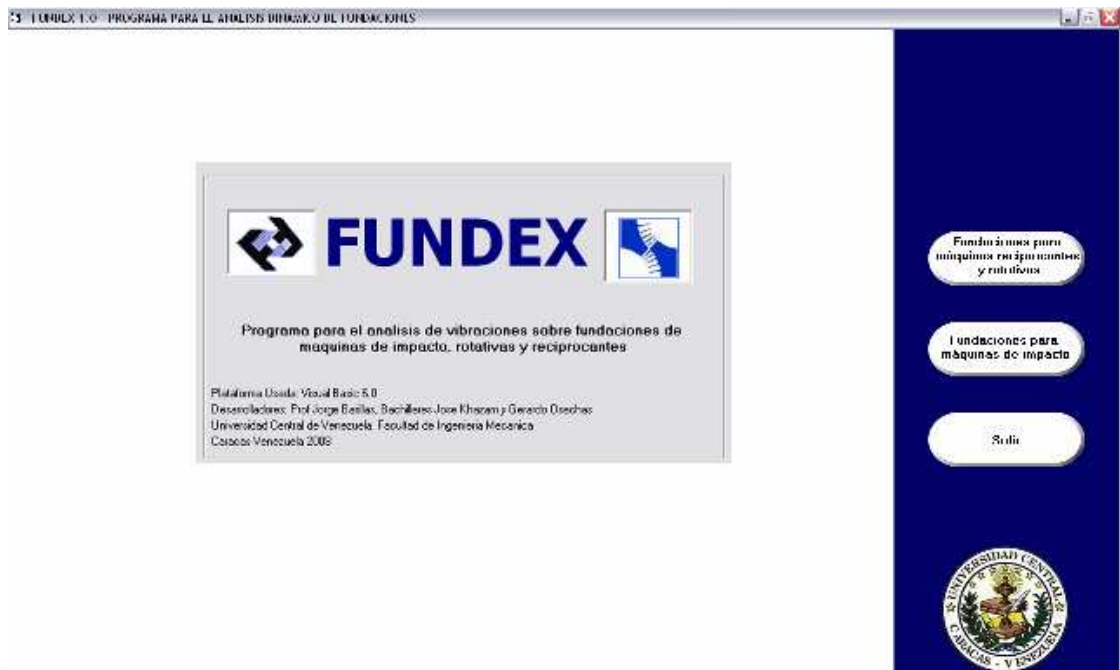 FUNDEX 1.0 - PROGRAMA PARA EL ANALISIS DINAMICO DE FUNDACIONES
FUNDEX
Programa para el analisis de vibraciones sobre fundaciones de
maquinas de impacto, rotativas y reciprocantes
Plataforma Usada: Visual Basic 6.0
Desarrolladores: Prof Jorge Barillas, Bachilleres Jose Khazam y Gerardo Osechas
Universidad Central de Venezuela. Facultad de Ingenieria Mecanica
Caracas-Venezuela
Fundaciones para
máquinas reciprocantes
y rotativas
Fundaciones para
máquinas de impacto
Salir
UNIVERSIDAD CENTRAL
CARACAS - VENEZUELA